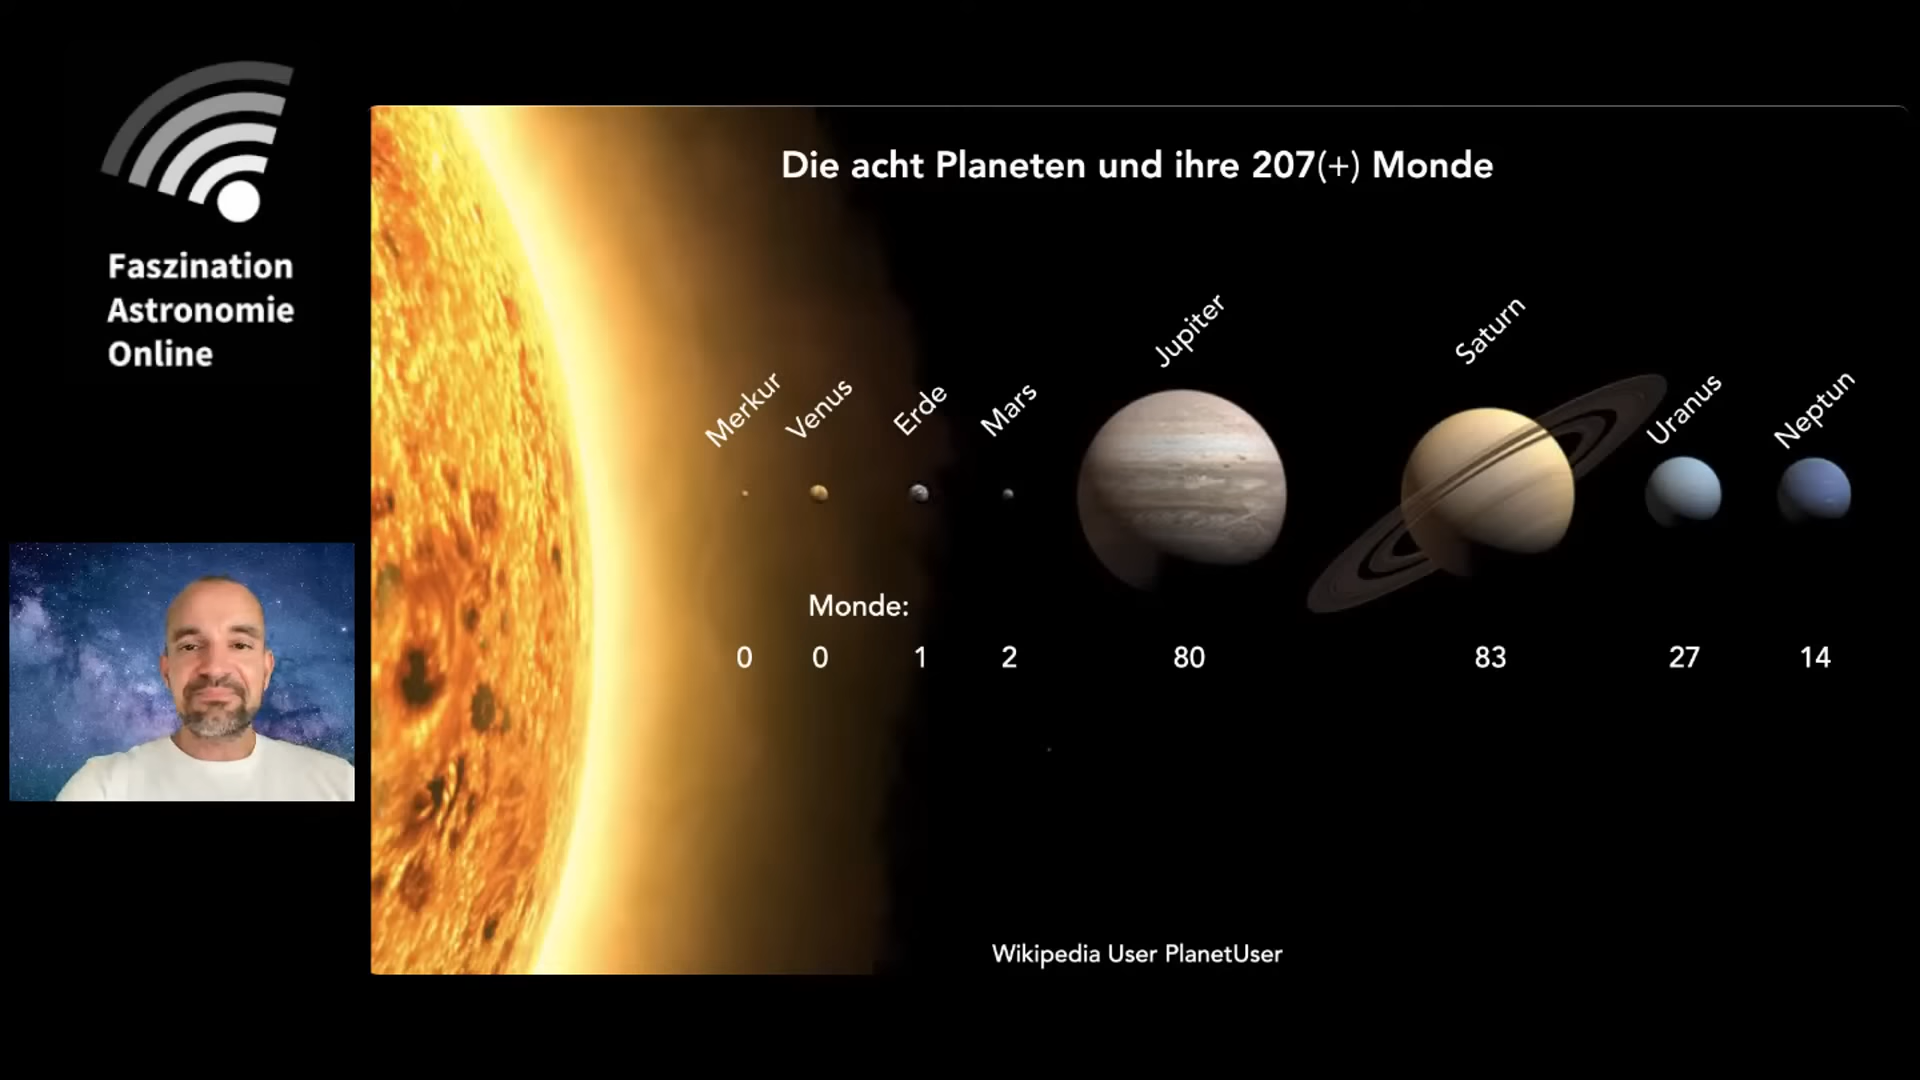 Faszination
Astronomie
Online
Die acht Planeten und ihre 207(+) Monde
Merkur
Venus
Erde
Mars
Jupiter
Saturn
Uranus
Neptun
Monde:
0 0 1 2 80 83 27 14
Wikipedia User PlanetUser